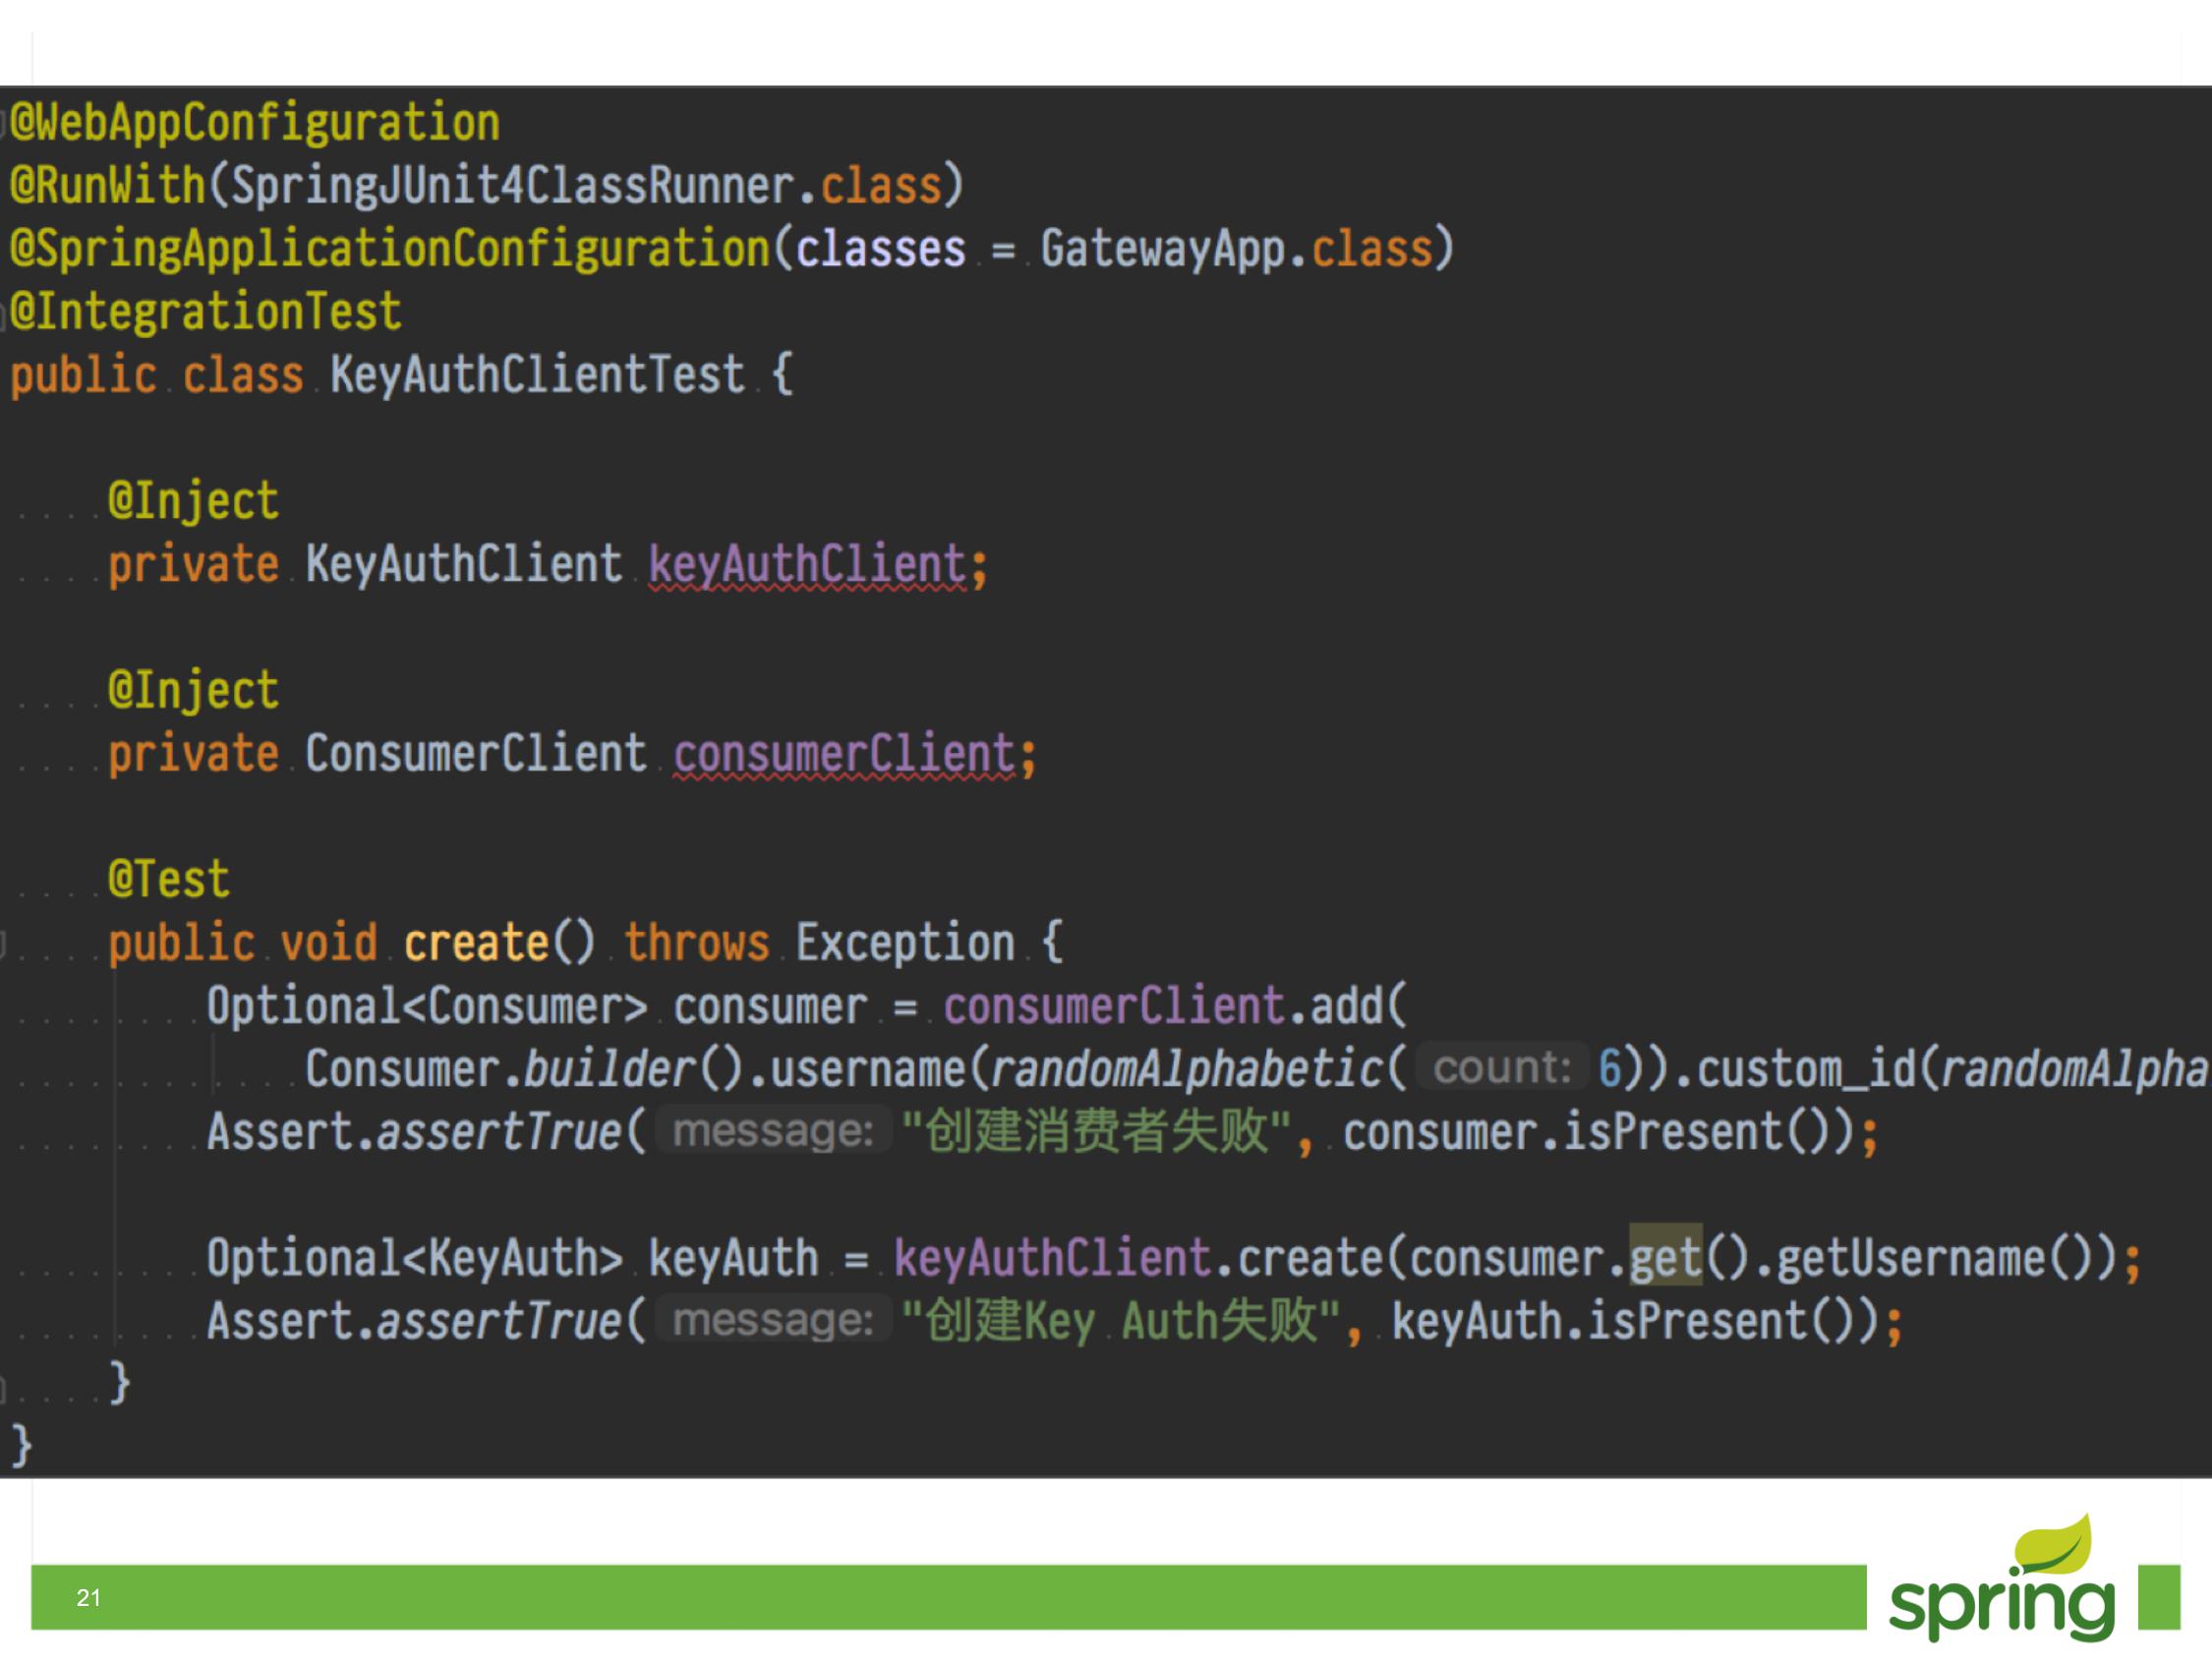 @WebAppConfiguration
@RunWith(SpringJUnit4ClassRunner.class)
@SpringApplicationConfiguration(classes = GatewayApp.class)
@IntegrationTest
public class KeyAuthClientTest {
@Inject
private KeyAuthClient keyAuthClient;
@Inject
private ConsumerClient consumerClient;
@Test
public void create() throws Exception {
Optional<Consumer> consumer = consumerClient.add(
Consumer.builder().username(randomAlphabetic( count: 6)).custom_id(randomAlpha
Assert.assertTrue( message: "创建消费者失败", consumer.isPresent());
Optional<KeyAuth> keyAuth = keyAuthClient.create(consumer.get().getUsername());
Assert.assertTrue( message: "创建Key Auth失败", keyAuth.isPresent());
}
}
21
spring